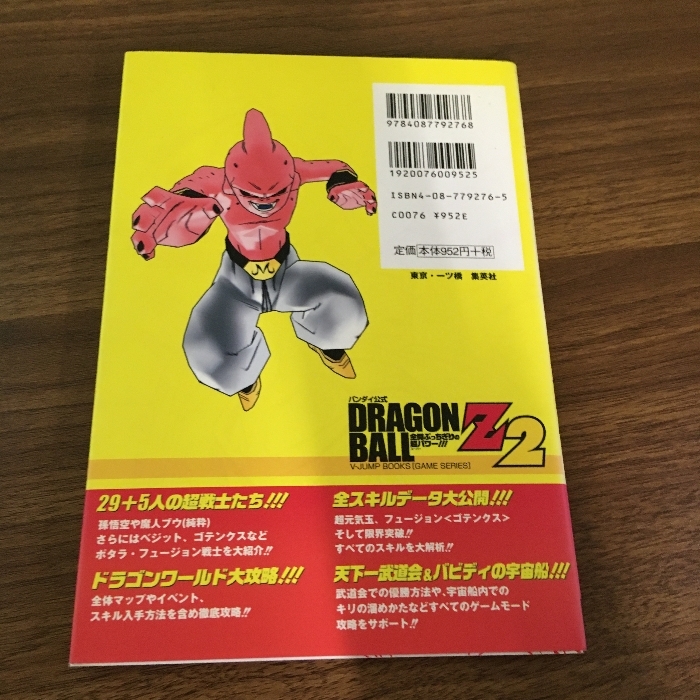 9784087792768
1920076009525
ISBN4-08-779276-5
C0076 ¥952E
定価 本体952円+税
東京・一ツ橋 集英社
バンダイ公式
DRAGON
BALL Z2
全開ぶっちぎりの
超パワー!!!
V-JUMP BOOKS[GAME SERIES]
29+5人の超戦士たち!!!
孫悟空や魔人ブウ(純粋)
さらにはベジット、ゴテンクスなど
ポタラ・フュージョン戦士を大紹介!!
ドラゴンワールド大攻略!!!
全体マップやイベント、
スキル入手方法を含め徹底攻略!!
全スキルデータ大公開!!!
超元気玉、フュージョン<ゴテンクス>
そして限界突破!!
すべてのスキルを大解析!!
天下一武道会&バビディの宇宙船!!!
武道会での優勝方法や、宇宙船内での
キリの溜めかたなどすべてのゲームモード
攻略をサポート!!